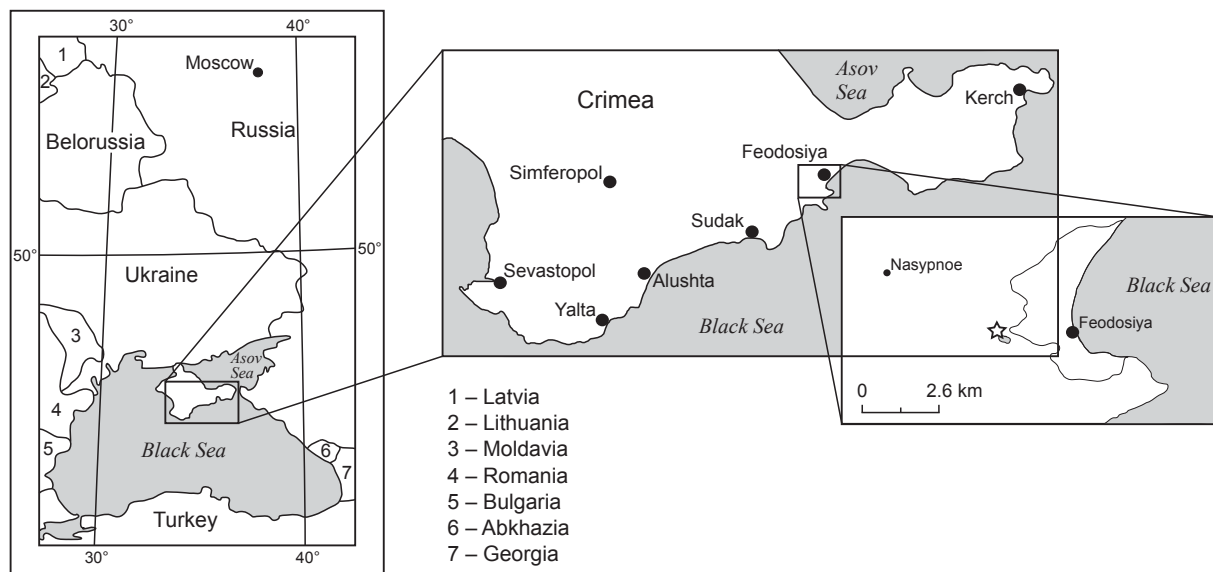 30°
40°
1
Moscow
2
Belorussia
Russia
50°
50°
Ukraine
3
Asov
Sea
4
Black Sea
5
6
7
Turkey
30°
40°
Asov
Sea
Crimea
Kerch
Feodosiya
Simferopol
Sudak
Sevastopol
Alushta
Yalta
Black Sea
Nasypnoe
Black Sea
Feodosiya
0
2.6 km
1 – Latvia
2 – Lithuania
3 – Moldavia
4 – Romania
5 – Bulgaria
6 – Abkhazia
7 – Georgia